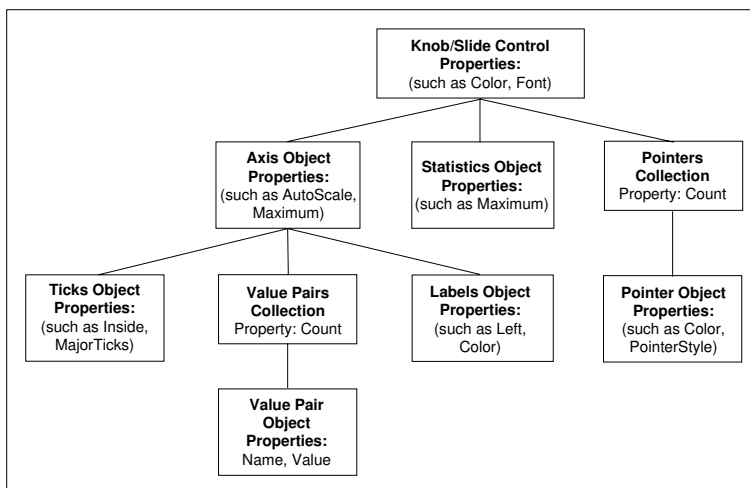 Knob/Slide Control
Properties:
(such as Color, Font)
Axis Object
Properties:
(such as AutoScale,
Maximum)
Statistics Object
Properties:
(such as Maximum)
Pointers
Collection
Property: Count
Ticks Object
Properties:
(such as Inside,
MajorTicks)
Value Pairs
Collection
Property: Count
Labels Object
Properties:
(such as Left,
Color)
Pointer Object
Properties:
(such as Color,
PointerStyle)
Value Pair
Object
Properties:
Name, Value